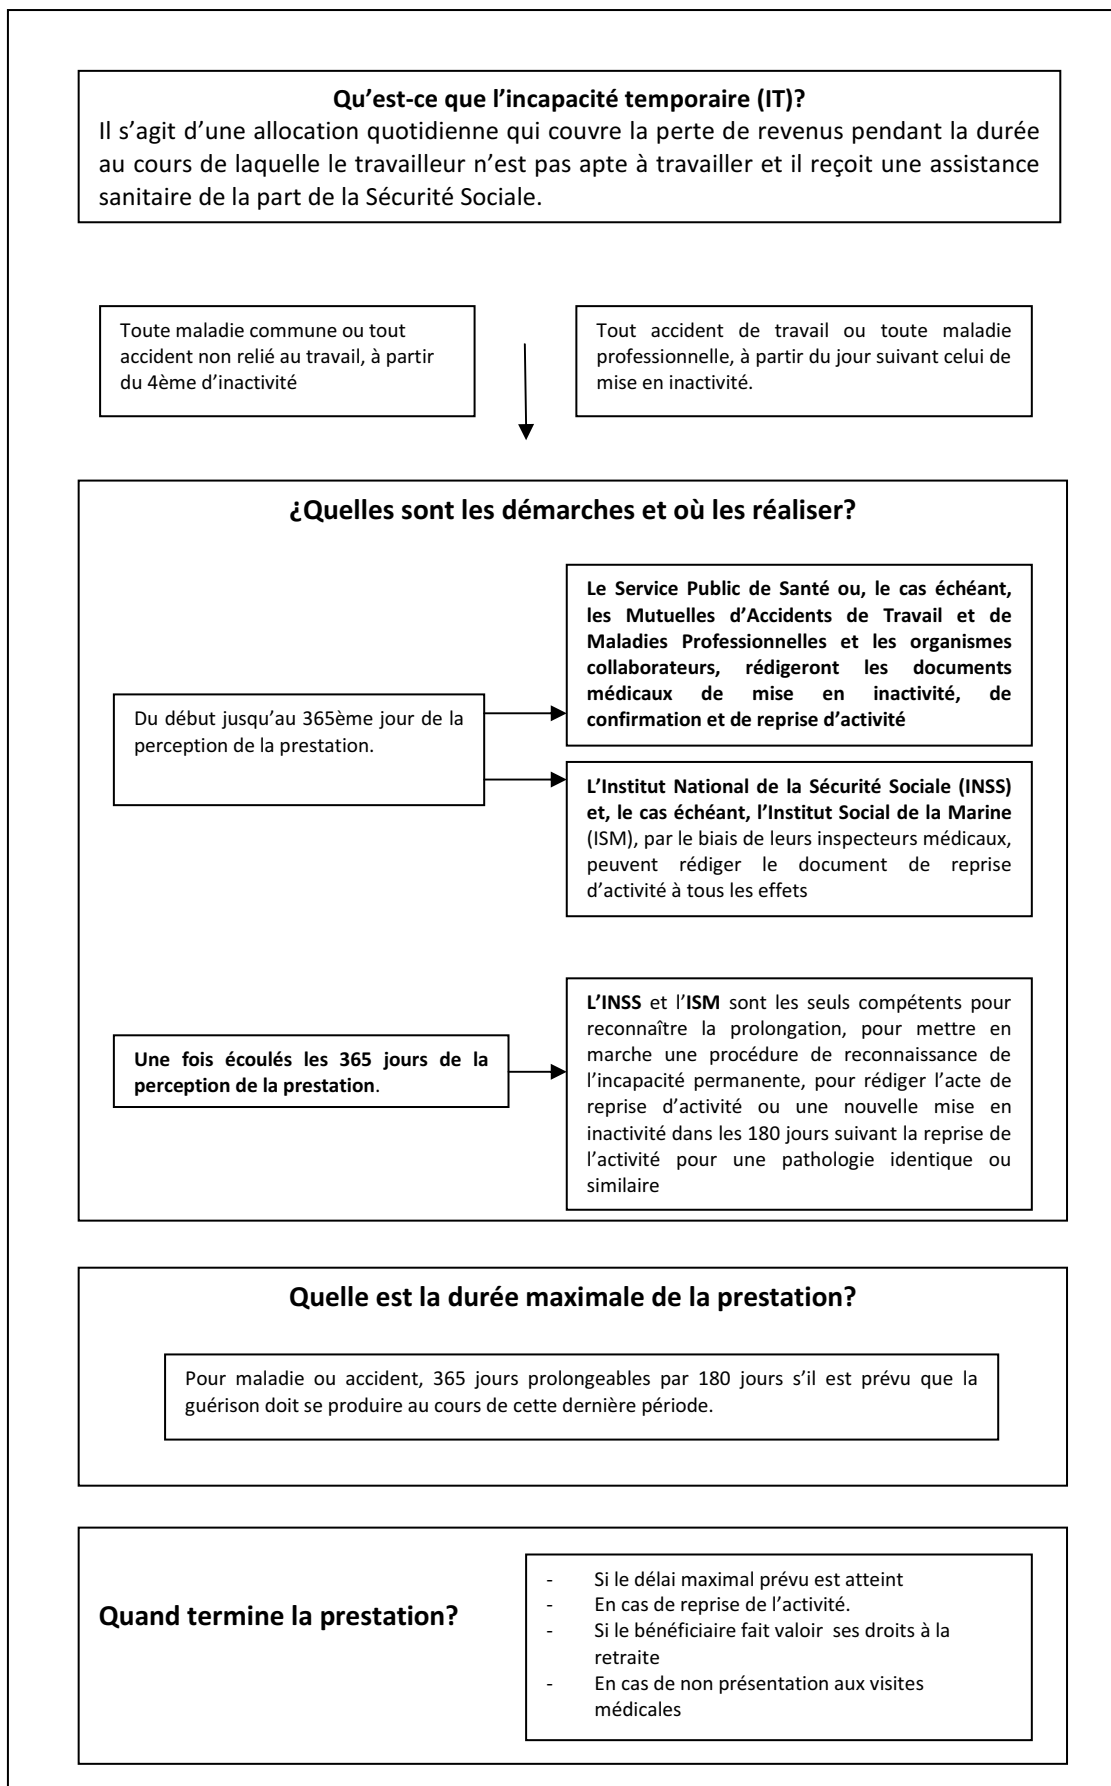 Qu’est-ce que l’incapacité temporaire (IT)?
Il s’agit d’une allocation quotidienne qui couvre la perte de revenus pendant la durée
au cours de laquelle le travailleur n’est pas apte à travailler et il reçoit une assistance
sanitaire de la part de la Sécurité Sociale.
Toute maladie commune ou tout
accident non relié au travail, à partir
du 4ème d’inactivité
Tout accident de travail ou toute maladie
professionnelle, à partir du jour suivant celui de
mise en inactivité.
¿Quelles sont les démarches et où les réaliser?
Du début jusqu’au 365ème jour de la
perception de la prestation.
Le Service Public de Santé ou, le cas échéant,
les Mutuelles d’Accidents de Travail et de
Maladies Professionnelles et les organismes
collaborateurs, rédigeront les documents
médicaux de mise en inactivité, de
confirmation et de reprise d’activité
L’Institut National de la Sécurité Sociale (INSS)
et, le cas échéant, l’Institut Social de la Marine
(ISM), par le biais de leurs inspecteurs médicaux,
peuvent rédiger le document de reprise
d’activité à tous les effets
Une fois écoulés les 365 jours de la
perception de la prestation.
L’INSS et l’ISM sont les seuls compétents pour
reconnaître la prolongation, pour mettre en
marche une procédure de reconnaissance de
l’incapacité permanente, pour rédiger l’acte de
reprise d’activité ou une nouvelle mise en
inactivité dans les 180 jours suivant la reprise de
l’activité pour une pathologie identique ou
similaire
Quelle est la durée maximale de la prestation?
Pour maladie ou accident, 365 jours prolongeables par 180 jours s’il est prévu que la
guérison doit se produire au cours de cette dernière période.
Quand termine la prestation?
- Si le délai maximal prévu est atteint
- En cas de reprise de l’activité.
- Si le bénéficiaire fait valoir ses droits à la
retraite
- En cas de non présentation aux visites
médicales